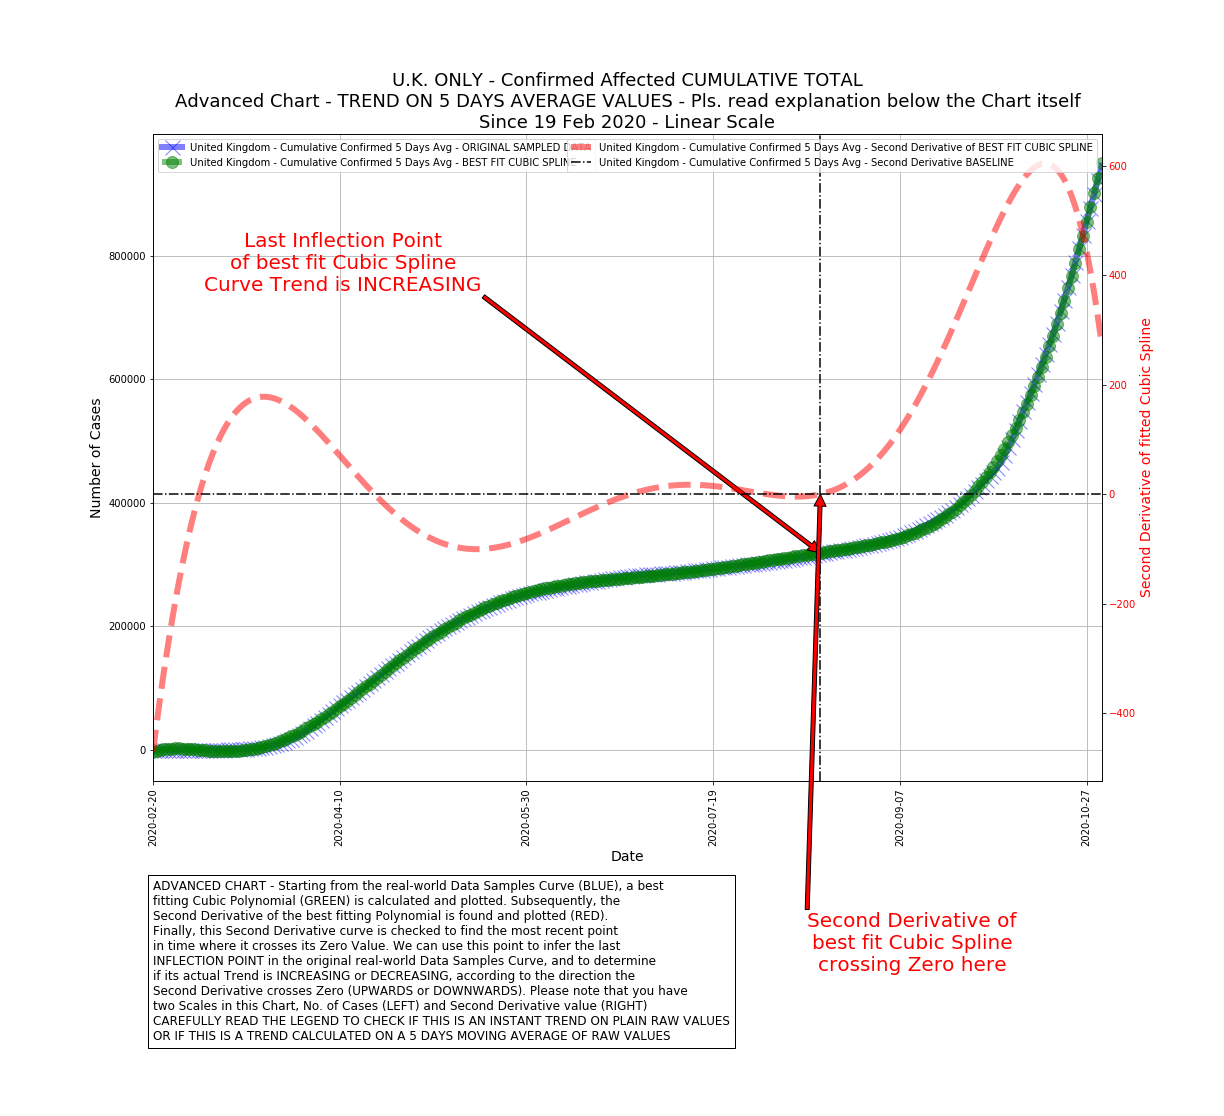 U.K. ONLY - Confirmed Affected CUMULATIVE TOTAL
Advanced Chart - TREND ON 5 DAYS AVERAGE VALUES - Pls. read explanation below the Chart itself
Since 19 Feb 2020 - Linear Scale
United Kingdom - Cumulative Confirmed 5 Days Avg - ORIGINAL SAMPLED DATA
United Kingdom - Cumulative Confirmed 5 Days Avg - BEST FIT CUBIC SPLINE
United Kingdom - Cumulative Confirmed 5 Days Avg - Second Derivative of BEST FIT CUBIC SPLINE
United Kingdom - Cumulative Confirmed 5 Days Avg - Second Derivative BASELINE
Last Inflection Point
of best fit Cubic Spline
Curve Trend is INCREASING
Number of Cases
800000
600000
400000
200000
0
600
400
200
0
−200
−400
Second Derivative of fitted Cubic Spline
2020-02-20
2020-04-10
2020-05-30
2020-07-19
2020-09-07
2020-10-27
Date
Second Derivative of
best fit Cubic Spline
crossing Zero here
ADVANCED CHART - Starting from the real-world Data Samples Curve (BLUE), a best
fitting Cubic Polynomial (GREEN) is calculated and plotted. Subsequently, the
Second Derivative of the best fitting Polynomial is found and plotted (RED).
Finally, this Second Derivative curve is checked to find the most recent point
in time where it crosses its Zero Value. We can use this point to infer the last
INFLECTION POINT in the original real-world Data Samples Curve, and to determine
if its actual Trend is INCREASING or DECREASING, according to the direction the
Second Derivative crosses Zero (UPWARDS or DOWNWARDS). Please note that you have
two Scales in this Chart, No. of Cases (LEFT) and Second Derivative value (RIGHT)
CAREFULLY READ THE LEGEND TO CHECK IF THIS IS AN INSTANT TREND ON PLAIN RAW VALUES
OR IF THIS IS A TREND CALCULATED ON A 5 DAYS MOVING AVERAGE OF RAW VALUES